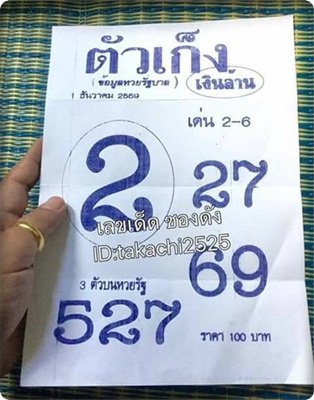 ตัวเก็ง
(ข้อมูลหวยรัฐบาล) เงินล้าน
1 ธันวาคม 2559
เด่น 2-6
2 27
เลขเด็ด ซองดัง
ID:takachi2525
69
3 ตัวบนหวยรัฐ
527
ราคา 100 บาท